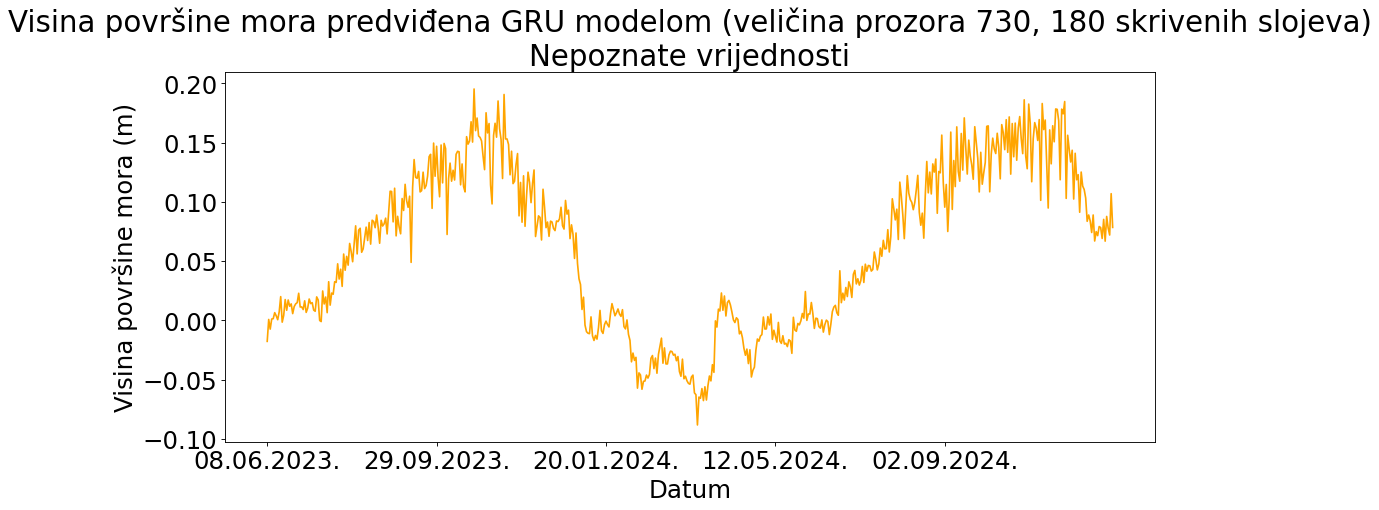 Visina površine mora predviđena GRU modelom (veličina prozora 730, 180 skrivenih slojeva)
Nepoznate vrijednosti
Visina površine mora (m)
0.20
0.15
0.10
0.05
0.00
−0.05
−0.10
08.06.2023. 29.09.2023. 20.01.2024. 12.05.2024. 02.09.2024.
Datum